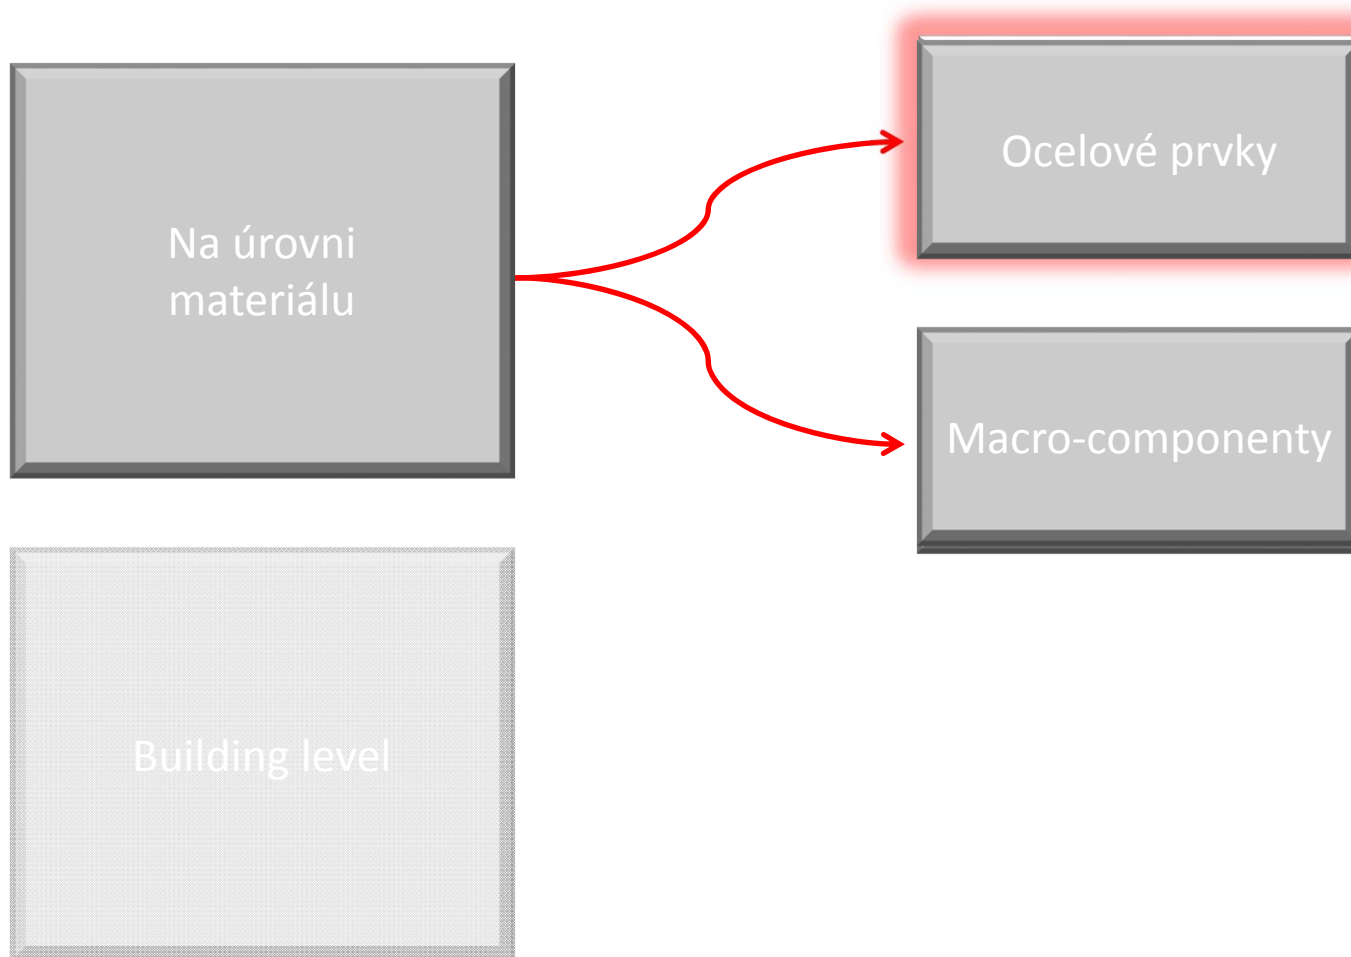 Na úrovni
materiálu
Ocelové prvky
Macro-componenty
Building level